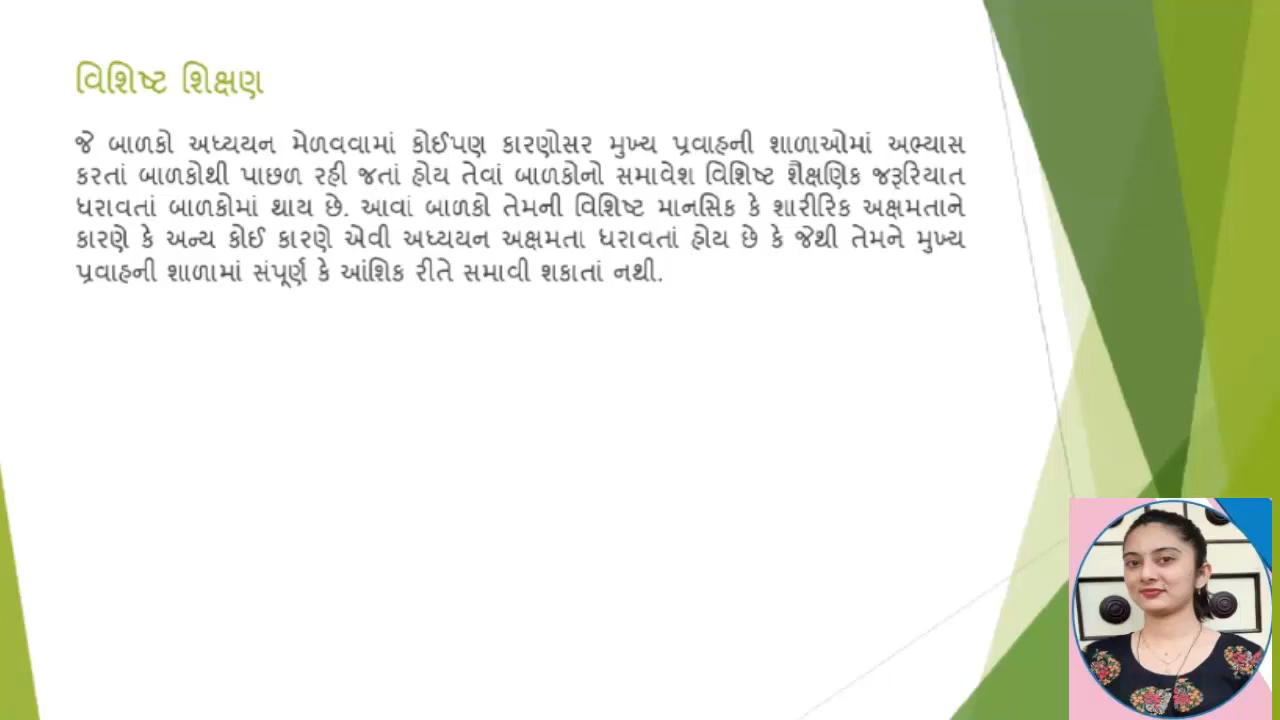 વિશિષ્ટ શિક્ષણ
જે બાળકો અધ્યયન મેળવવામાં કોઈપણ કારણોસર મુખ્ય પ્રવાહની શાળાઓમાં અભ્યાસ
કરતાં બાળકોથી પાછળ રહી જતાં હોય તેવાં બાળકોનો સમાવેશ વિશિષ્ટ શૈક્ષણિક જરૂરિયાત
ધરાવતાં બાળકોમાં થાય છે. આવાં બાળકો તેમની વિશિષ્ટ માનસિક કે શારીરિક અક્ષમતાને
કારણે કે અન્ય કોઈ કારણે એવી અધ્યયન અક્ષમતા ધરાવતાં હોય છે કે જેથી તેમને મુખ્ય
પ્રવાહની શાળામાં સંપૂર્ણ કે આંશિક રીતે સમાવી શકાતાં નથી.